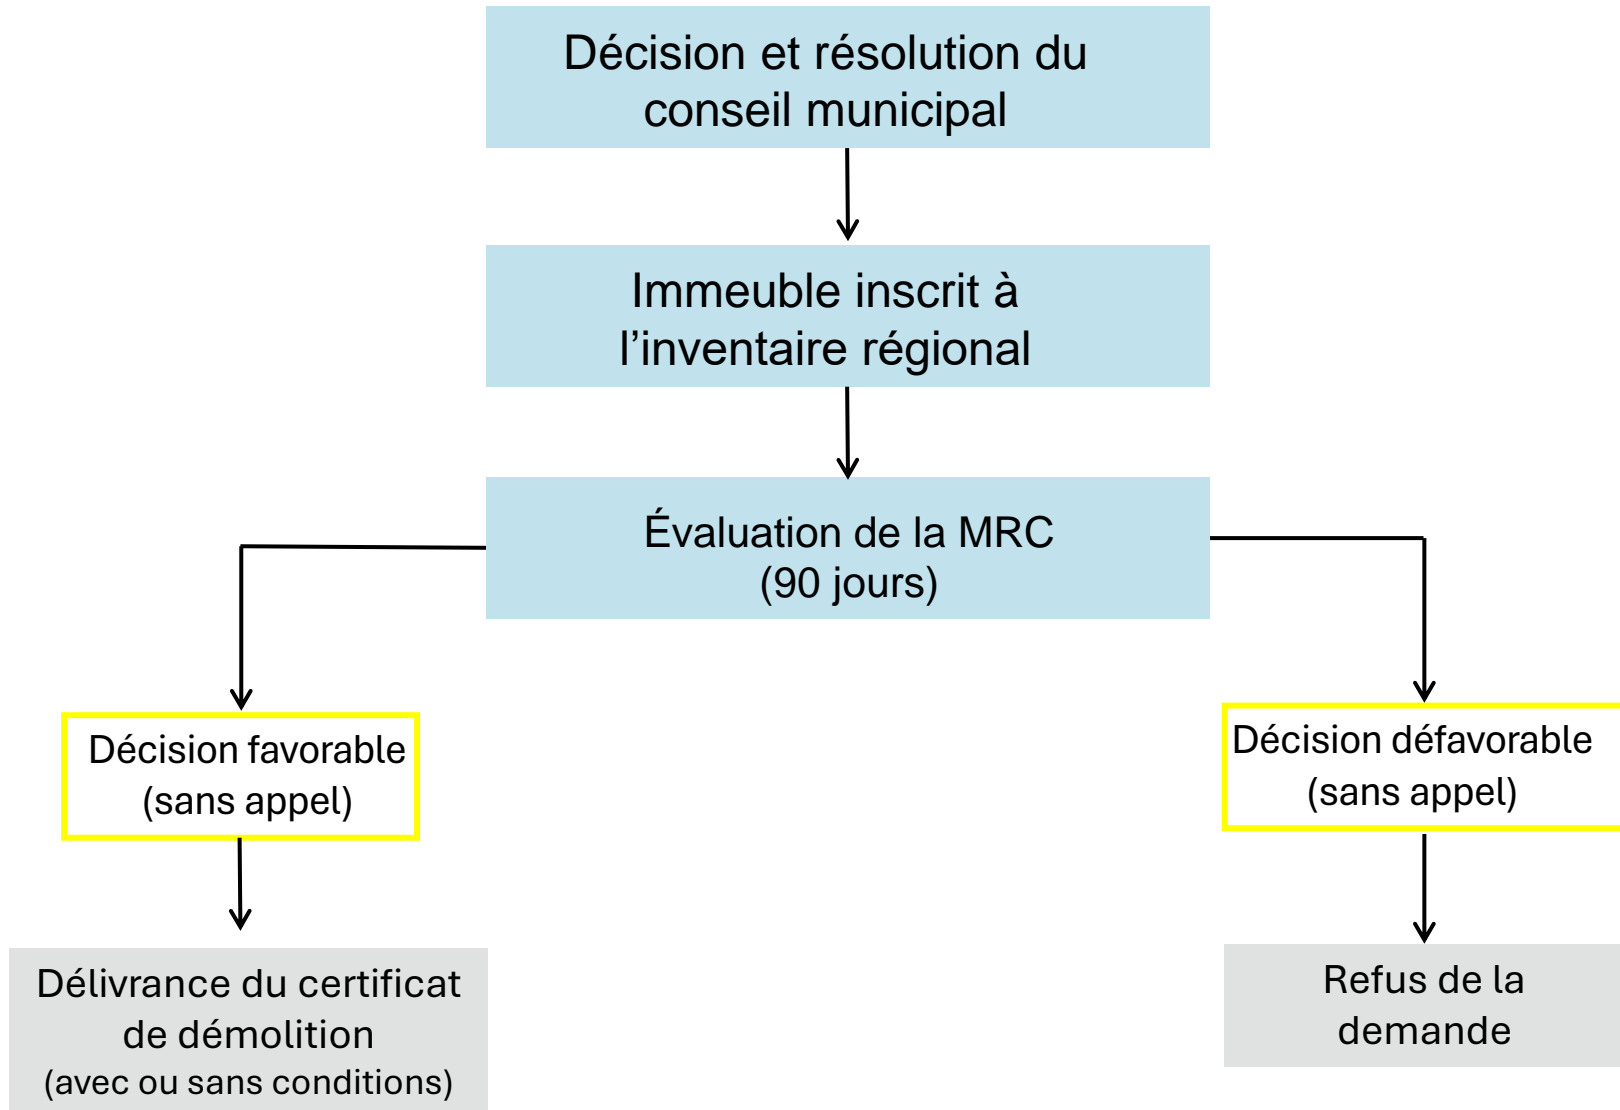 Décision et résolution du
conseil municipal
Immeuble inscrit à
l’inventaire régional
Évaluation de la MRC
(90 jours)
Décision favorable
(sans appel)
Décision défavorable
(sans appel)
Délivrance du certificat
de démolition
(avec ou sans conditions)
Refus de la
demande